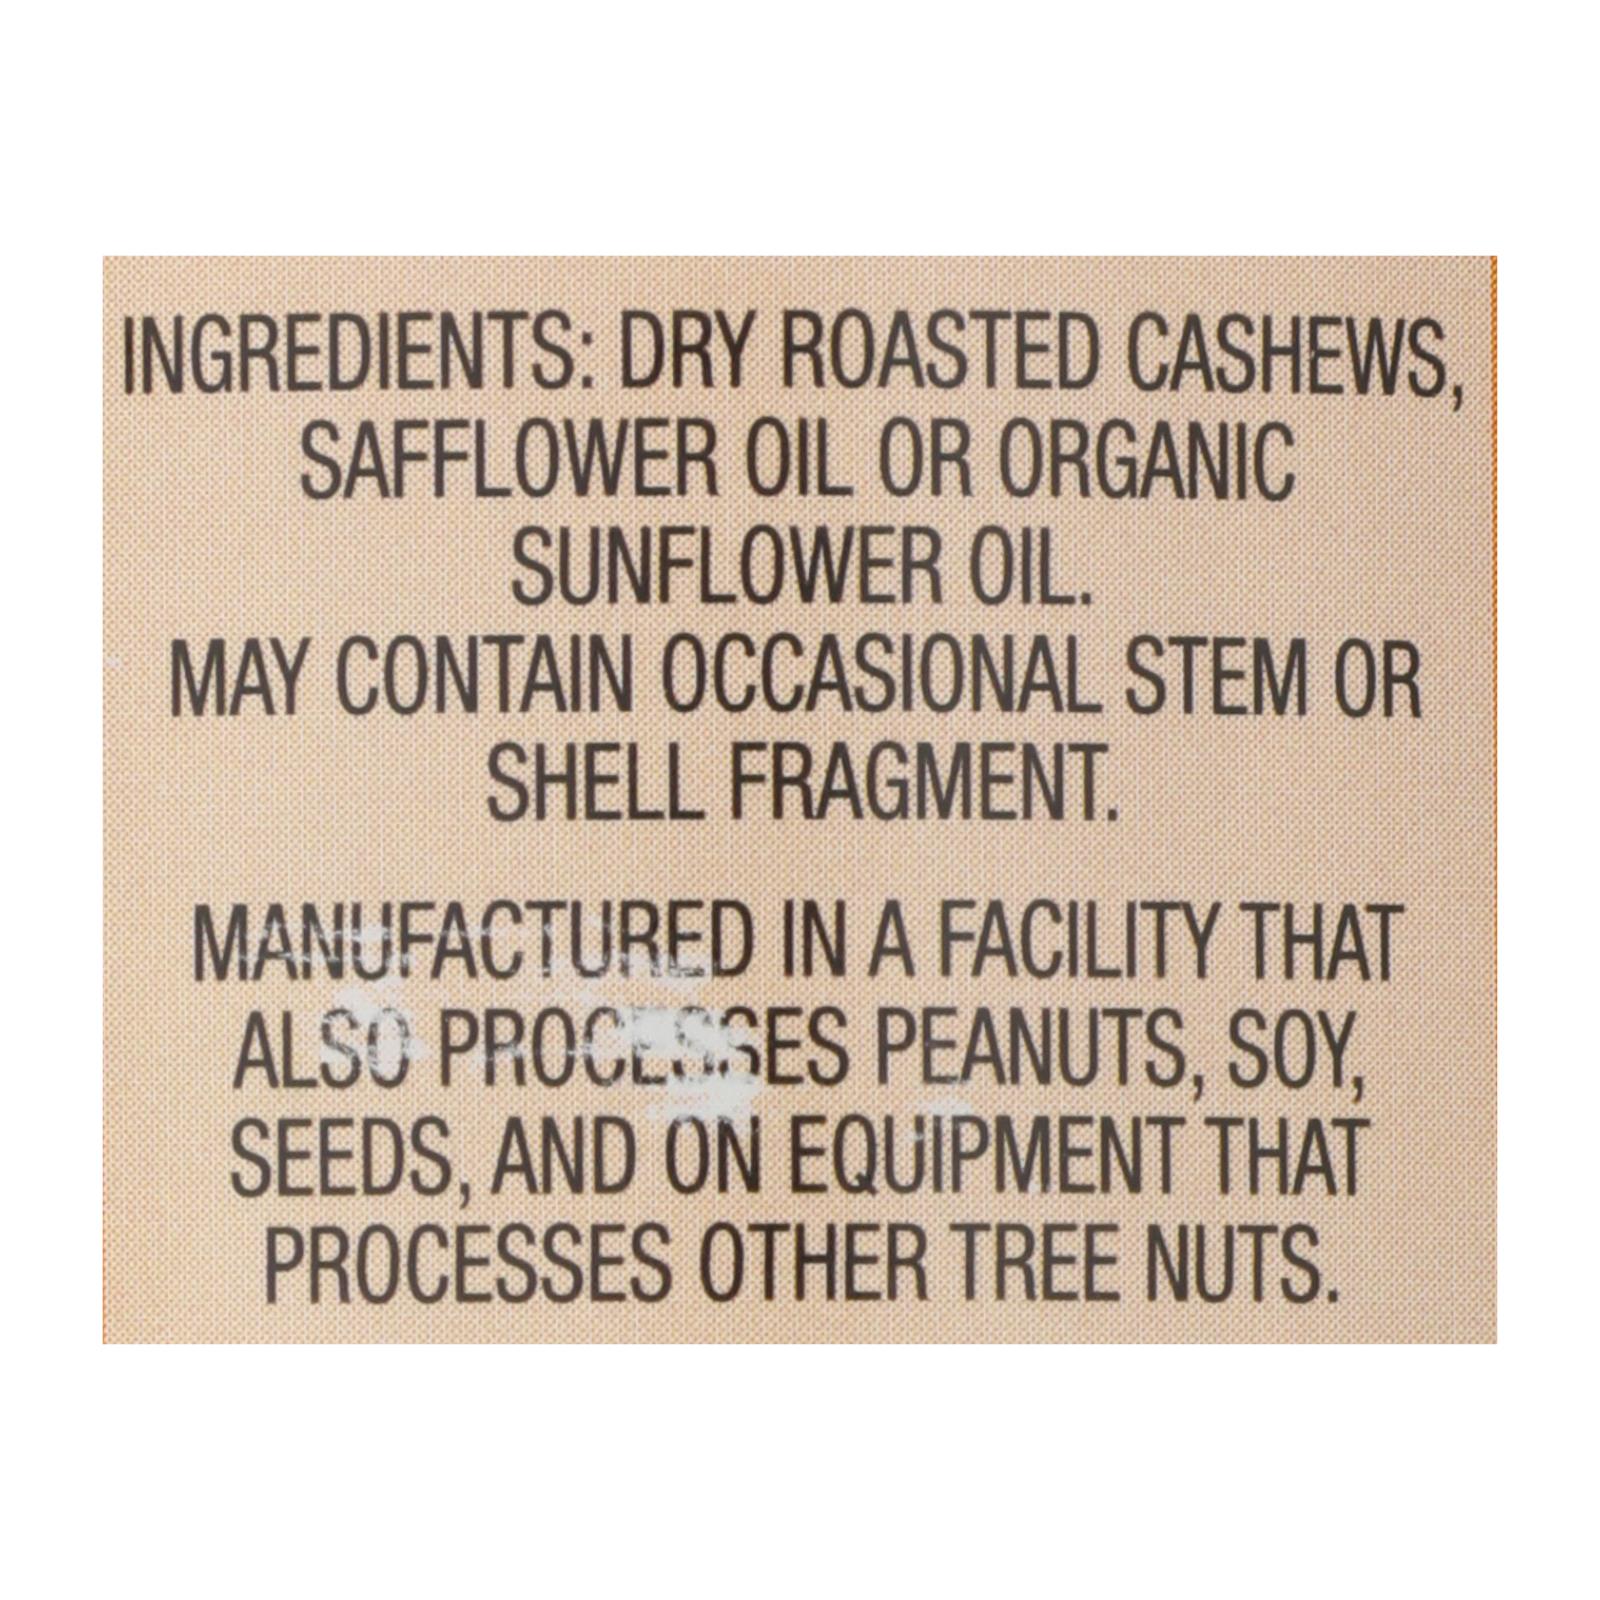 INGREDIENTS: DRY ROASTED CASHEWS,
SAFFLOWER OIL OR ORGANIC
SUNFLOWER OIL.
MAY CONTAIN OCCASIONAL STEM OR
SHELL FRAGMENT.
MANUFACTURED IN A FACILITY THAT
ALSO PROCESSES PEANUTS, SOY,
SEEDS, AND ON EQUIPMENT THAT
PROCESSES OTHER TREE NUTS.